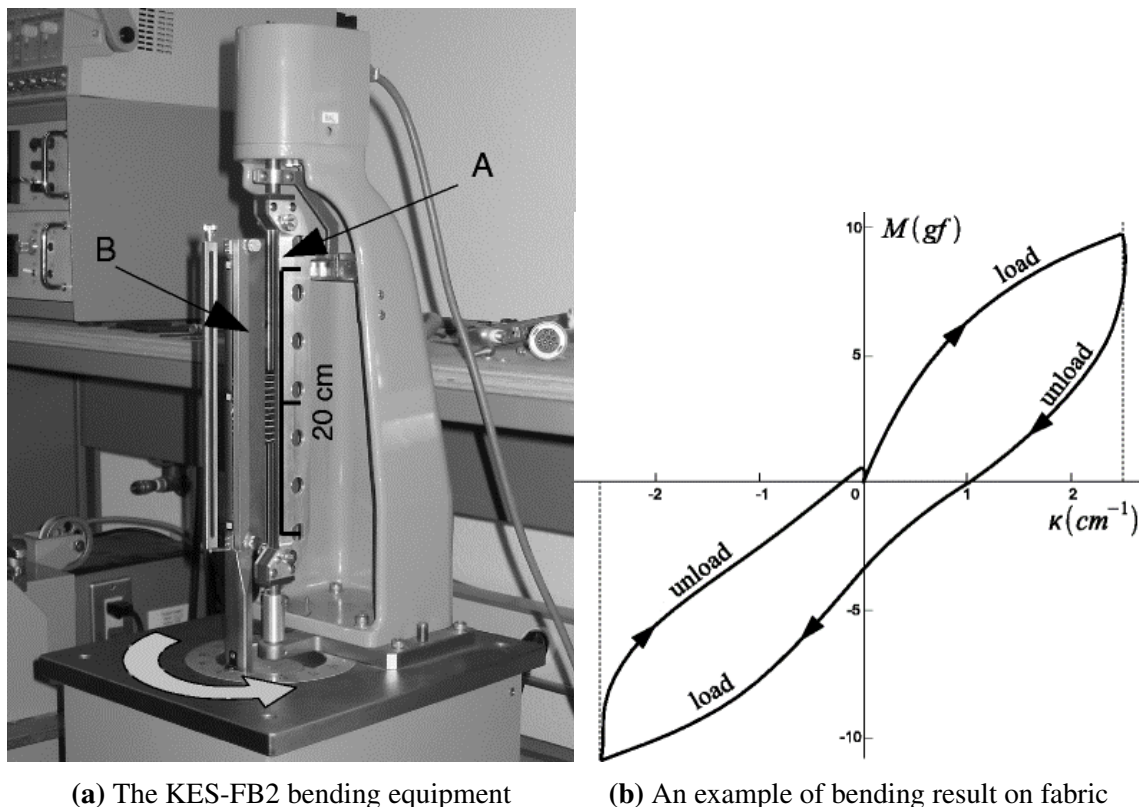 A
B
20 cm
10
M(gf)
load
5
unload
-2
-1
0
1
2
κ(cm⁻¹)
unload
-5
load
-10
(a) The KES-FB2 bending equipment
(b) An example of bending result on fabric